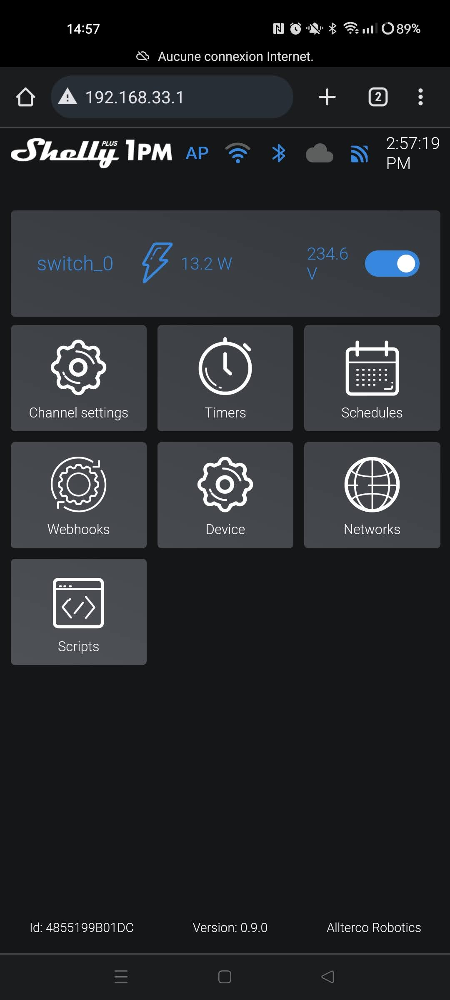 14:57
89%
Aucune connexion Internet.
192.168.33.1
2
Shelly PLUS 1PM AP 2:57:19 PM
switch_0
13.2 W
234.6 V
Channel settings
Timers
Schedules
Webhooks
Device
Networks
Scripts
Id: 4855199B01DC
Version: 0.9.0
Allterco Robotics